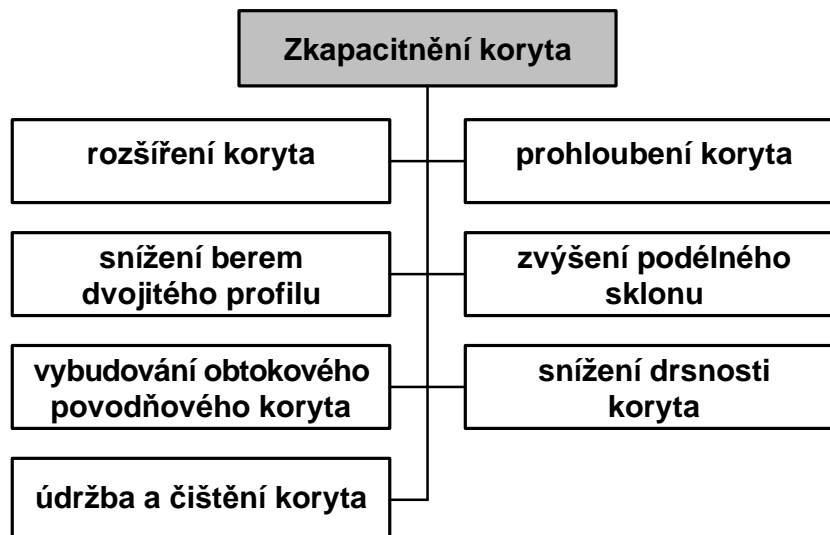 Zkapacitnění koryta
rozšíření koryta
prohloubení koryta
snížení berem
dvojitého profilu
zvýšení podélného
sklonu
vybudování obtokového
povodňového koryta
snížení drsnosti
koryta
údržba a čištění koryta